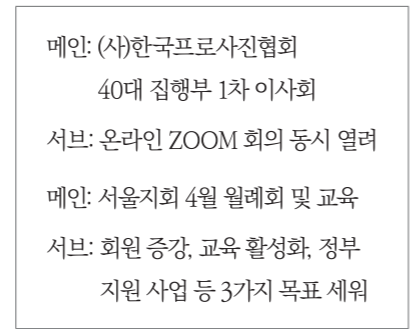 메인: (사)한국프로사진협회
40대 집행부 1차 이사회
서브: 온라인 ZOOM 회의 동시 열려
메인: 서울지회 4월 월례회 및 교육
서브: 회원 증강, 교육 활성화, 정부
지원 사업 등 3가지 목표 세워